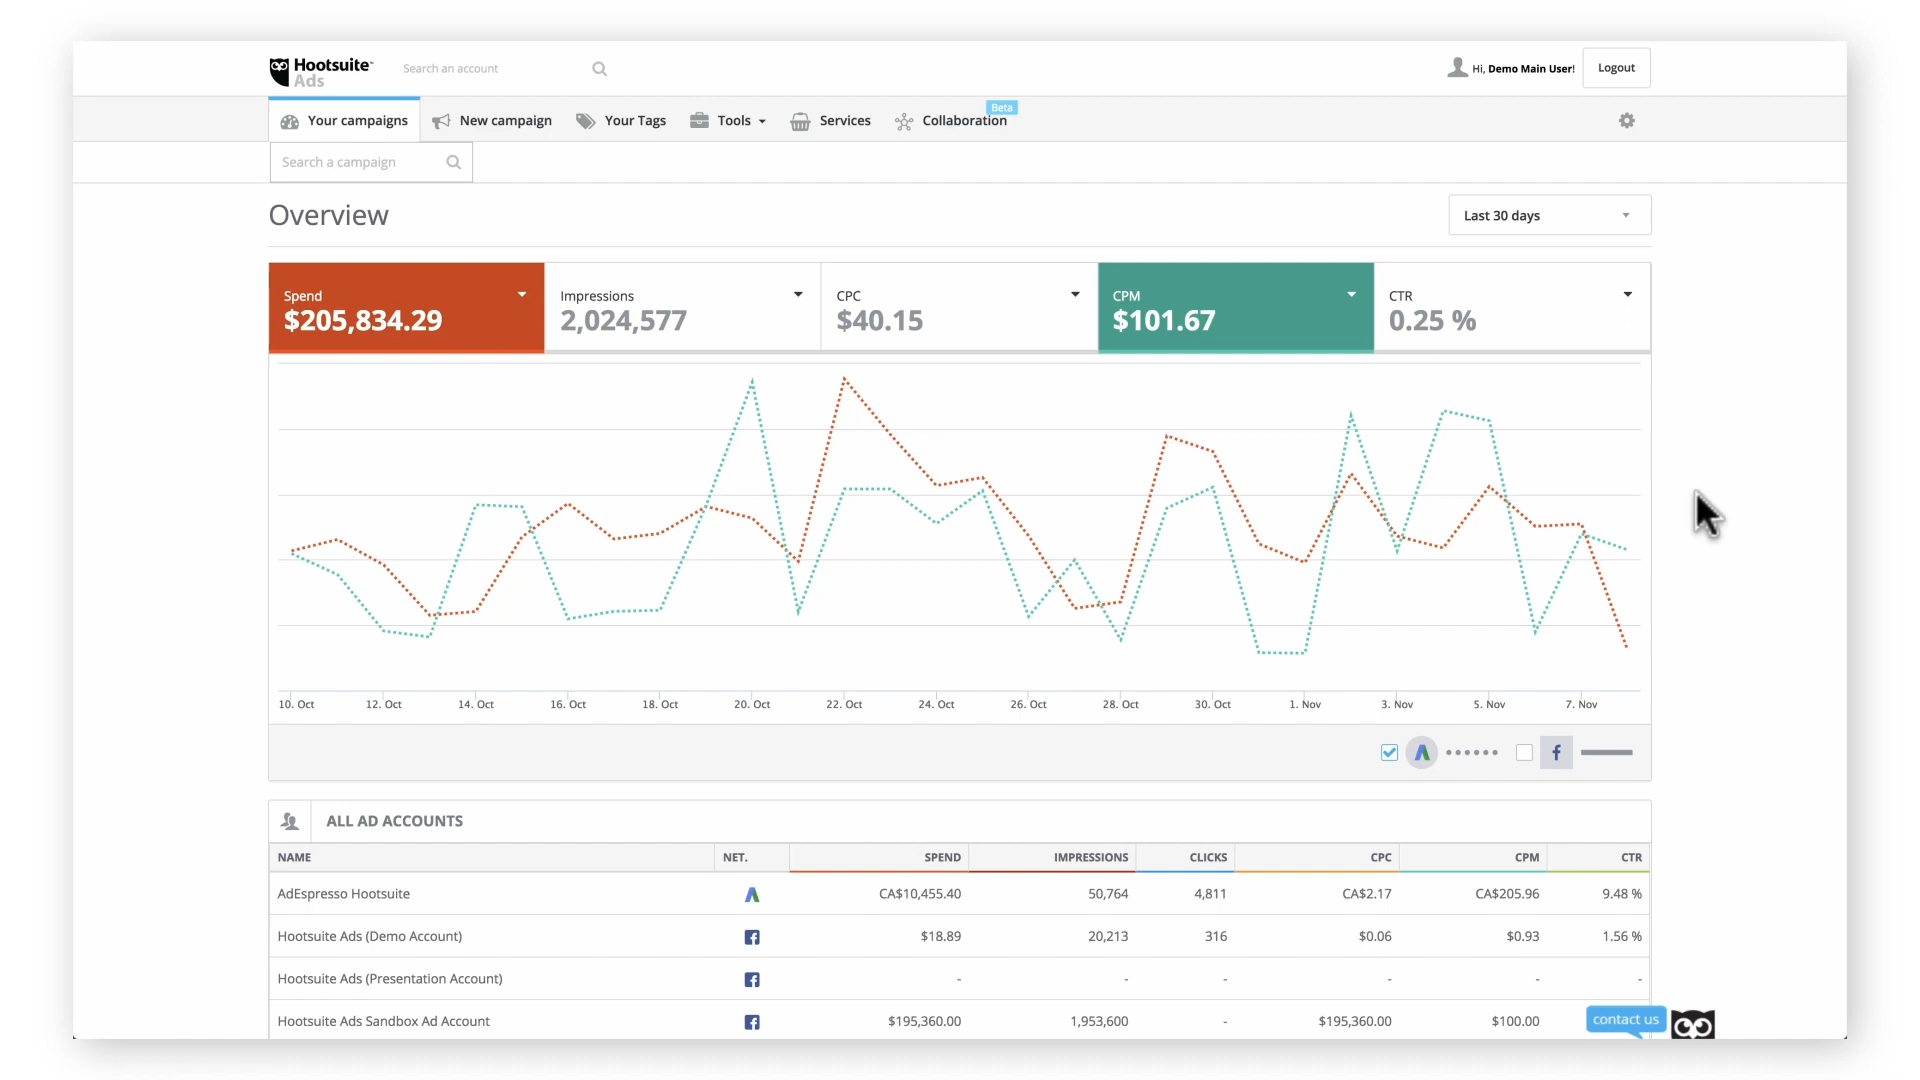 Hootsuite™
Ads
Search an account
Hi, Demo Main User!
Logout
Your campaigns
New campaign
Your Tags
Tools
Services
Collaboration
Beta
Search a campaign
Overview
Last 30 days
Spend
$205,834.29
Impressions
2,024,577
CPC
$40.15
CPM
$101.67
CTR
0.25 %
10. Oct 12. Oct 14. Oct 16. Oct 18. Oct 20. Oct 22. Oct 24. Oct 26. Oct 28. Oct 30. Oct 1. Nov 3. Nov 5. Nov 7. Nov
ALL AD ACCOUNTS
NAME NET. SPEND IMPRESSIONS CLICKS CPC CPM CTR
AdEspresso Hootsuite CA$10,455.40 50,764 4,811 CA$2.17 CA$205.96 9.48 %
Hootsuite Ads (Demo Account) $18.89 20,213 316 $0.06 $0.93 1.56 %
Hootsuite Ads (Presentation Account) - - - - - -
Hootsuite Ads Sandbox Ad Account $195,360.00 1,953,600 - $195,360.00 $100.00
contact us